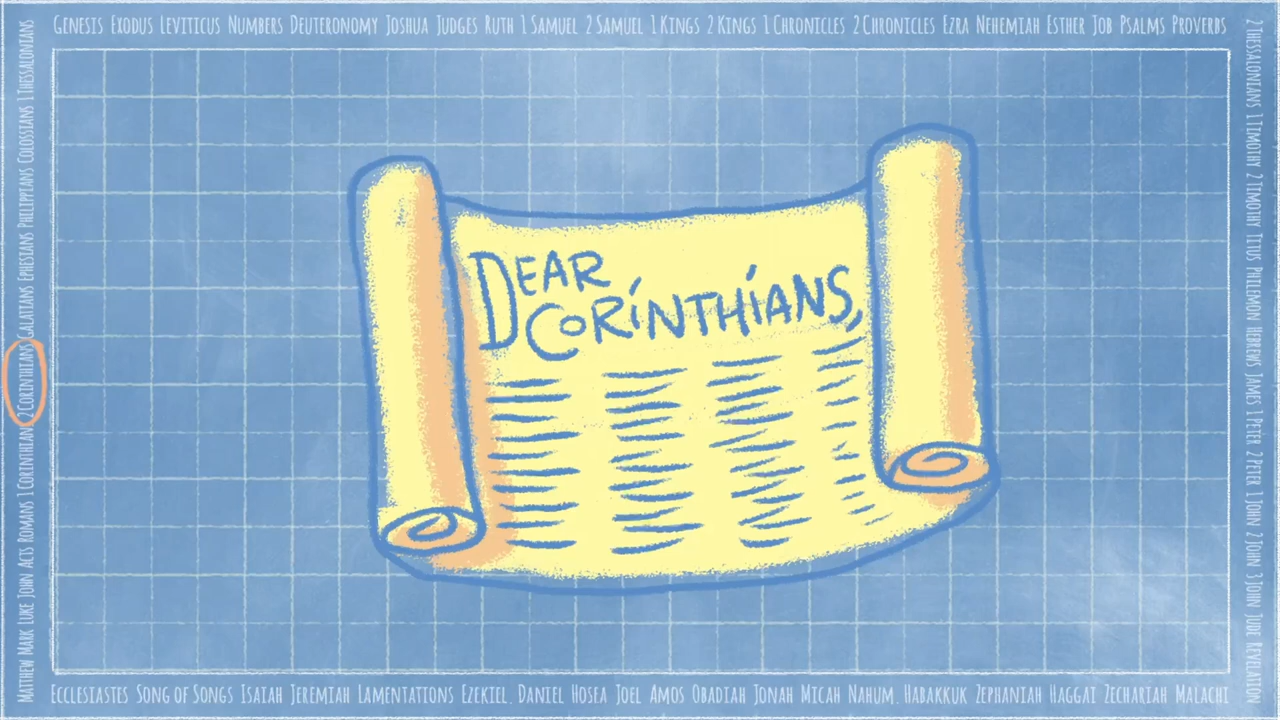 Genesis Exodus Leviticus Numbers Deuteronomy Joshua Judges Ruth 1 Samuel 2 Samuel 1 Kings 2 Kings 1 Chronicles 2 Chronicles Ezra Nehemiah Esther Job Psalms Proverbs
Dear
Corinthians,
Ecclesiastes Song of Songs Isaiah Jeremiah Lamentations Ezekiel Daniel Hosea Joel Amos Obadiah Jonah Micah Nahum Habakkuk Zephaniah Haggai Zechariah Malachi
Matthew Mark Luke John Acts Romans 1 Corinthian 2 Corinthians Galatians Ephesians Philippians Colossians 1 Thessalonians
2 Thessalonians 1 Timothy 2 Timothy Titus Philemon Hebrews James 1 Peter 2 Peter 1 John 2 John 3 John Jude Revelation